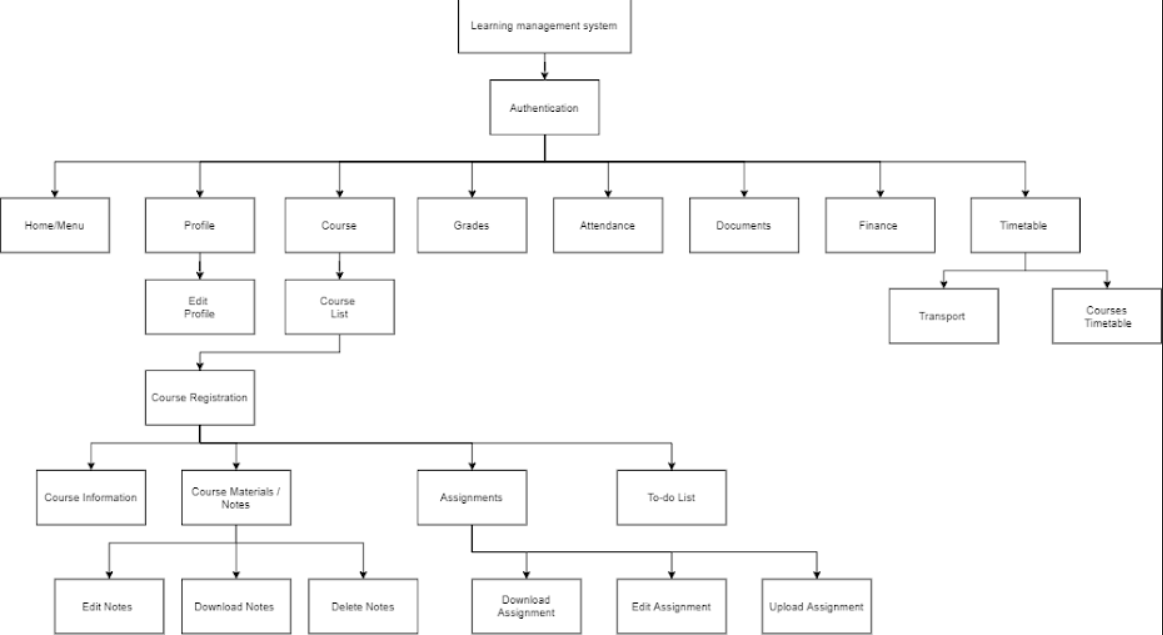 Learning management system
Authentication
Home/Menu
Profile
Course
Grades
Attendance
Documents
Finance
Timetable
Edit
Profile
Course
List
Transport
Courses
Timetable
Course Registration
Course Information
Course Materials /
Notes
Assignments
To-do List
Edit Notes
Download Notes
Delete Notes
Download
Assignment
Edit Assignment
Upload Assignment